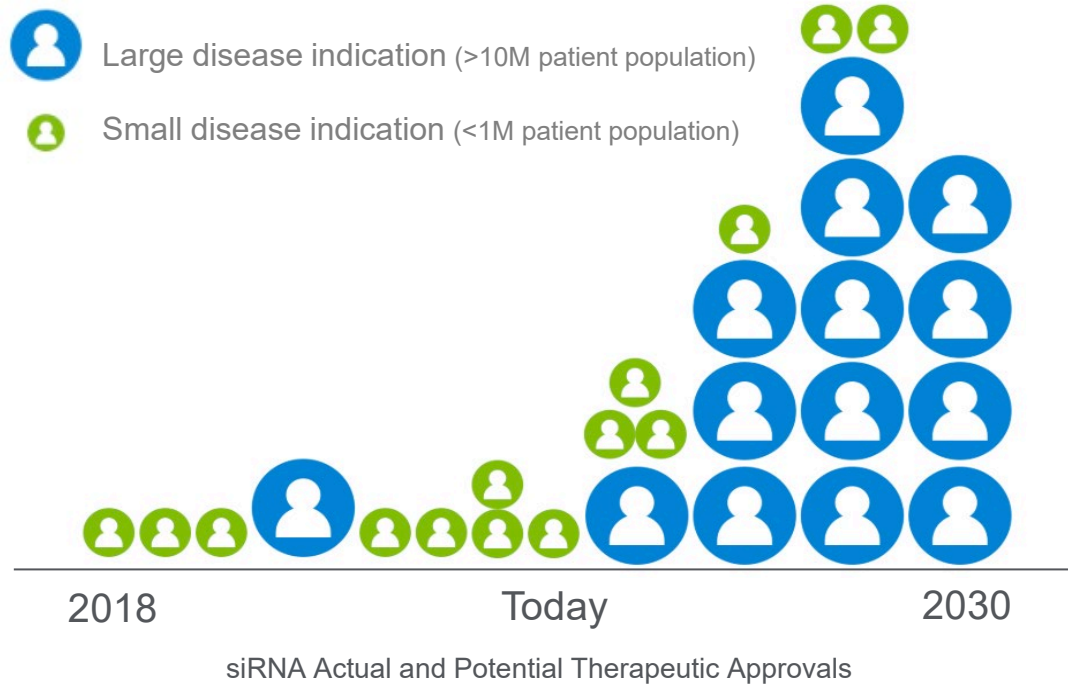 Large disease indication (>10M patient population)
Small disease indication (<1M patient population)
2018 Today 2030
siRNA Actual and Potential Therapeutic Approvals